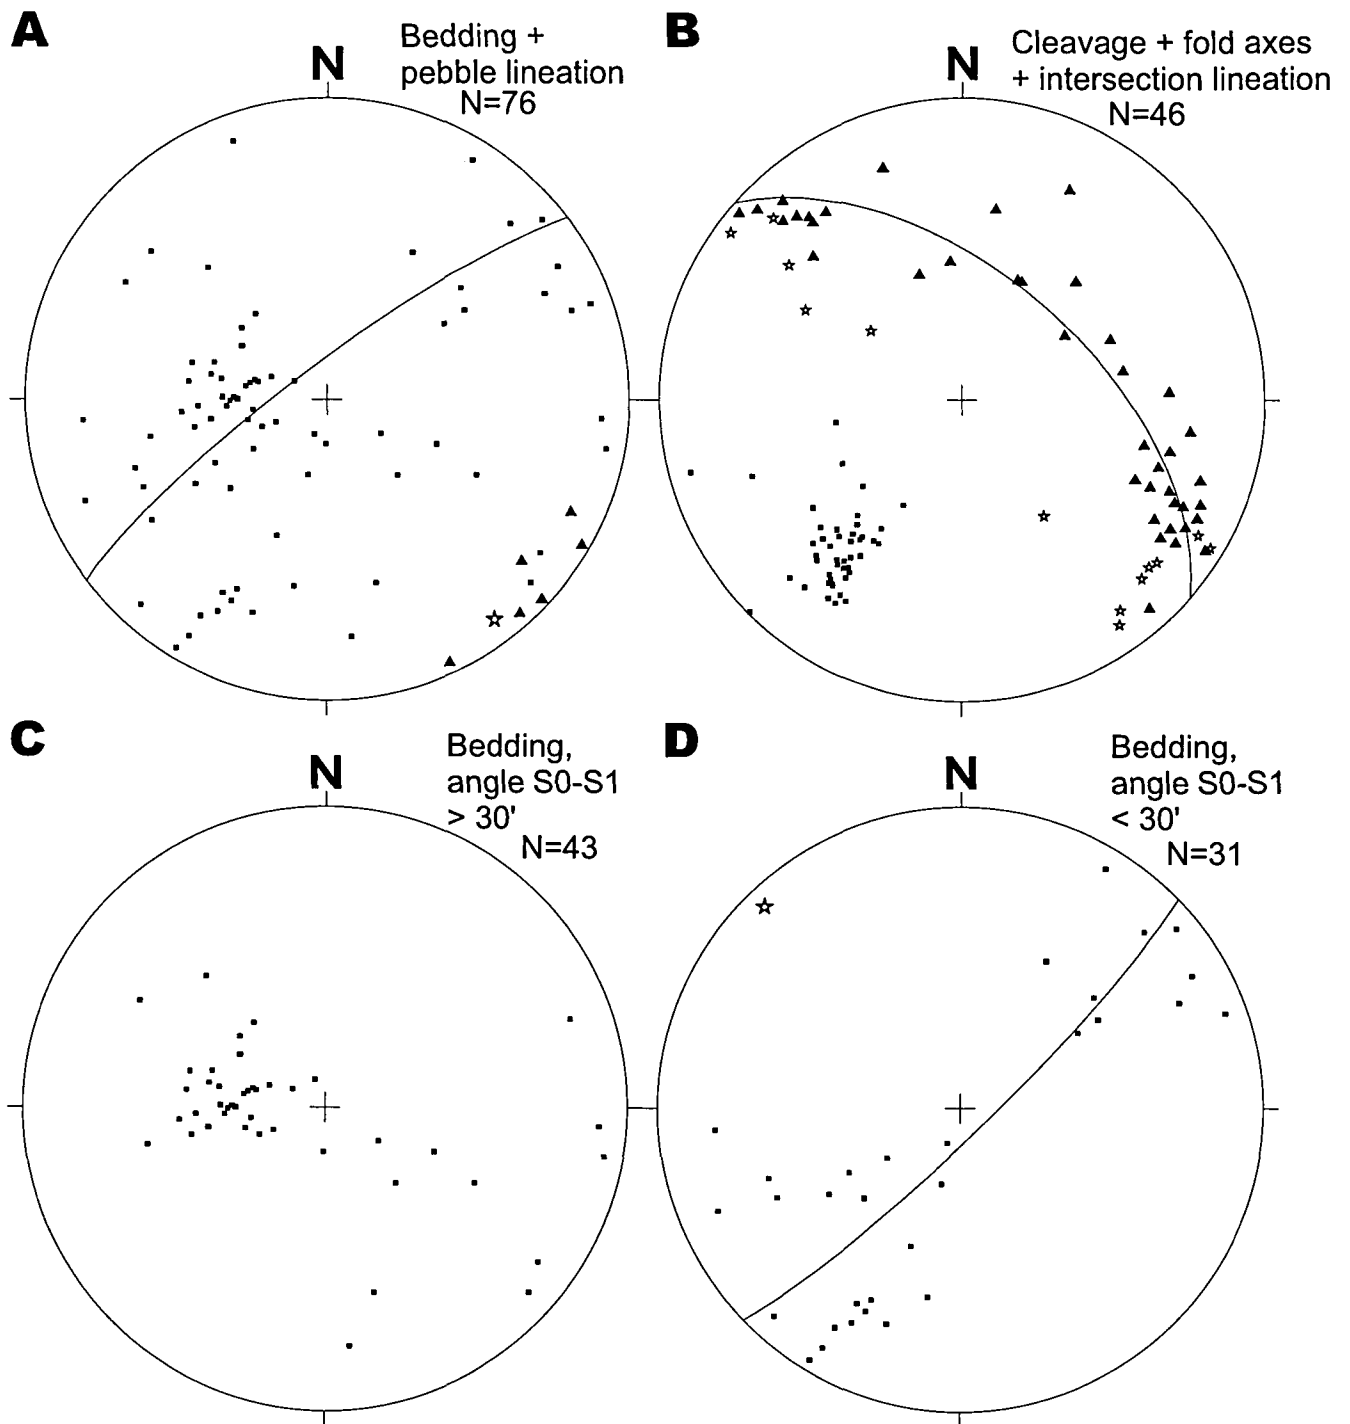 A
Bedding +
pebble lineation
N=76
N
B
Cleavage + fold axes
+ intersection lineation
N=46
N
C
Bedding,
angle S0-S1
> 30'
N=43
N
D
Bedding,
angle S0-S1
< 30'
N=31
N